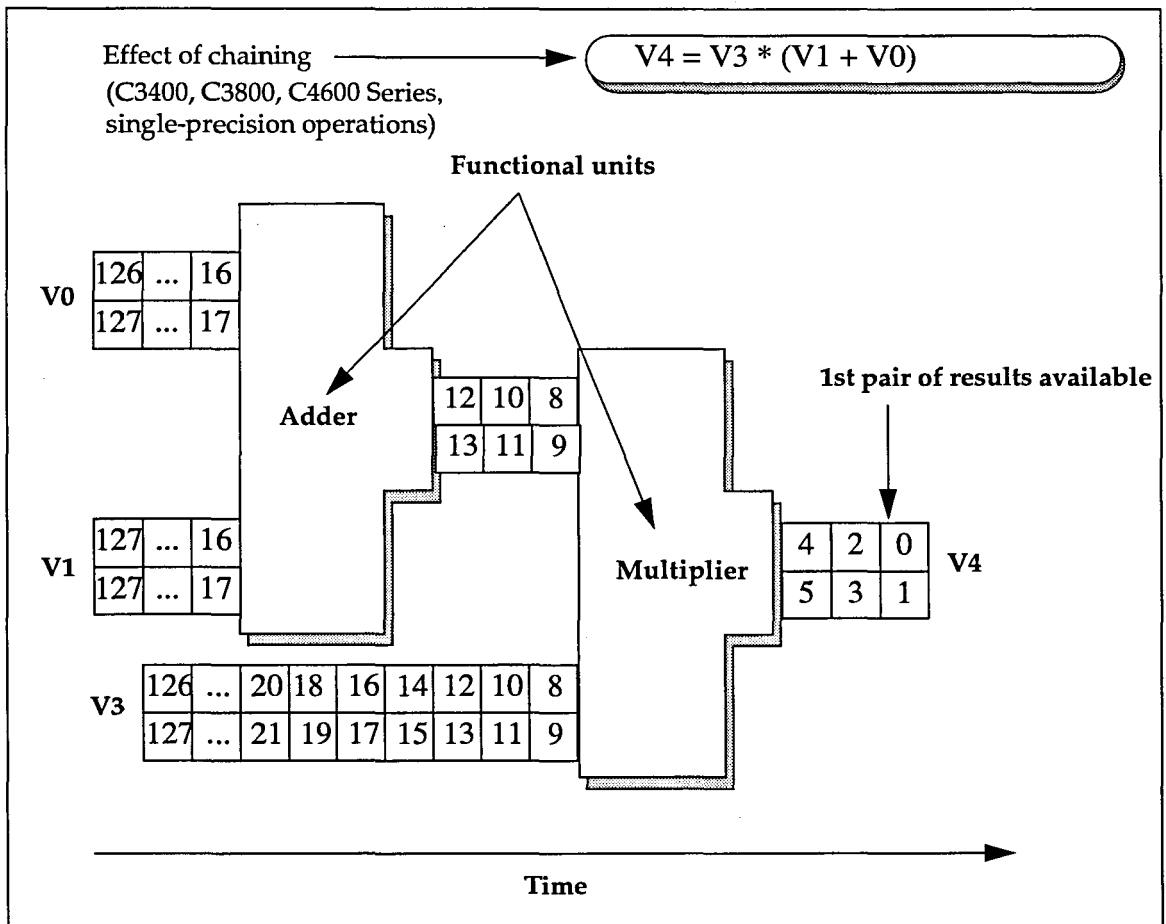 Effect of chaining
(C3400, C3800, C4600 Series,
single-precision operations)
V4 = V3 * (V1 + V0)
Functional units
V0
126 ... 16
127 ... 17
Adder
12 10 8
13 11 9
1st pair of results available
V1
127 ... 16
127 ... 17
Multiplier
4 2 0
5 3 1
V4
V3
126 ... 20 18 16 14 12 10 8
127 ... 21 19 17 15 13 11 9
Time